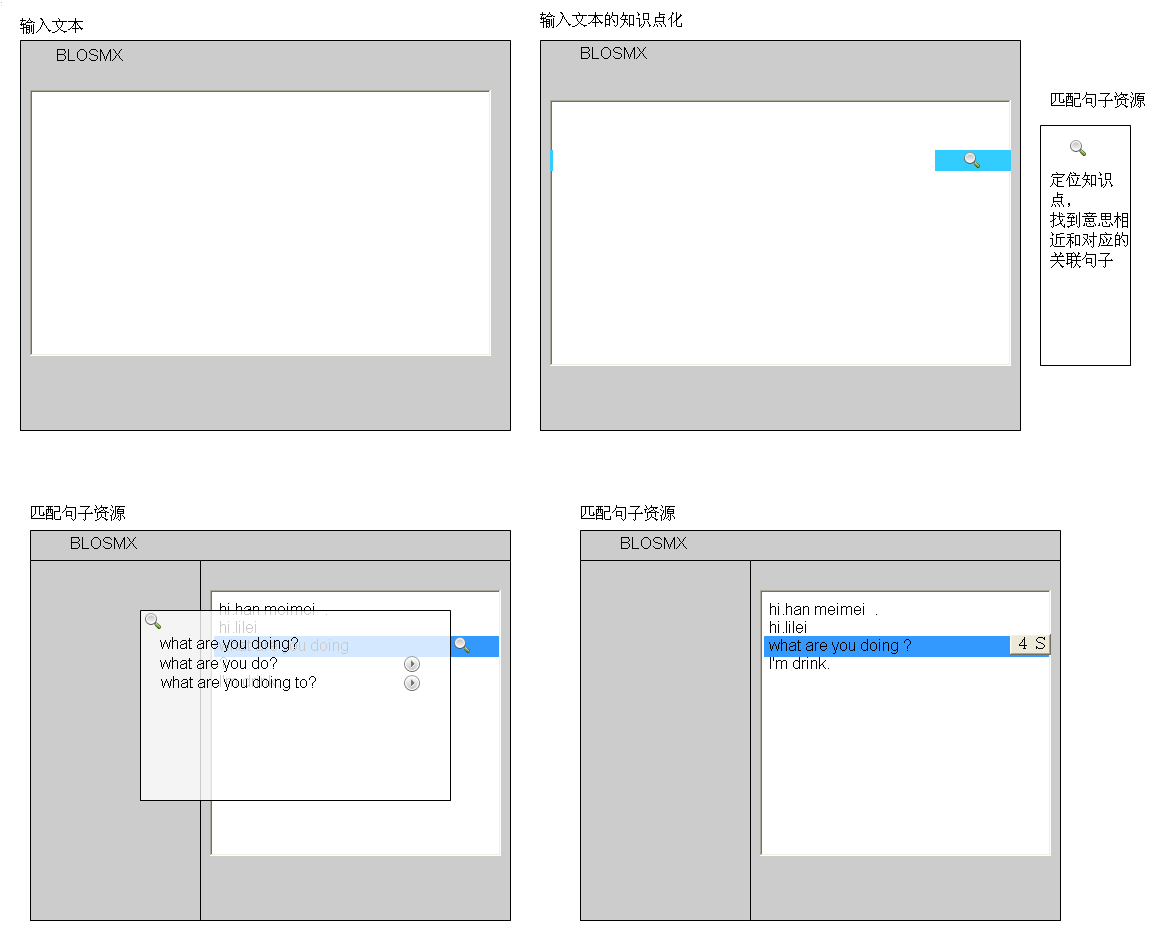 输入文本
BLOSMX
输入文本的知识点化
BLOSMX
匹配句子资源
定位知识
点，
找到意思相
近和对应的
关联句子
匹配句子资源
BLOSMX
hi.han meimei .
hi.lilei
what are you doing?
what are you do?
what are you doing to?
匹配句子资源
BLOSMX
hi.han meimei .
hi.lilei
what are you doing ?
4 S
I'm drink.